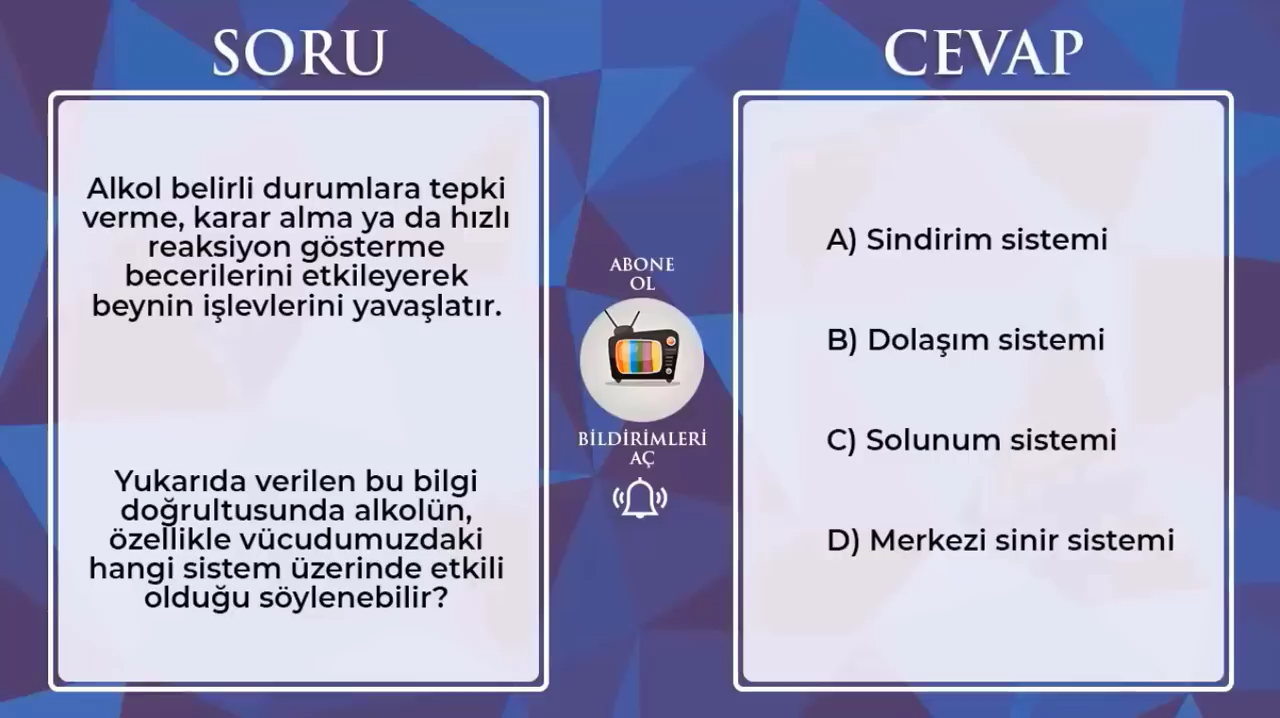 SORU
Alkol belirli durumlara tepki
verme, karar alma ya da hızlı
reaksiyon gösterme
becerilerini etkileyerek
beynin işlevlerini yavaşlatır.
Yukarıda verilen bu bilgi
doğrultusunda alkolün,
özellikle vücudumuzdaki
hangi sistem üzerinde etkili
olduğu söylenebilir?
ABONE
OL
BİLDİRİMLERİ
AÇ
CEVAP
A) Sindirim sistemi
B) Dolaşım sistemi
C) Solunum sistemi
D) Merkezi sinir sistemi